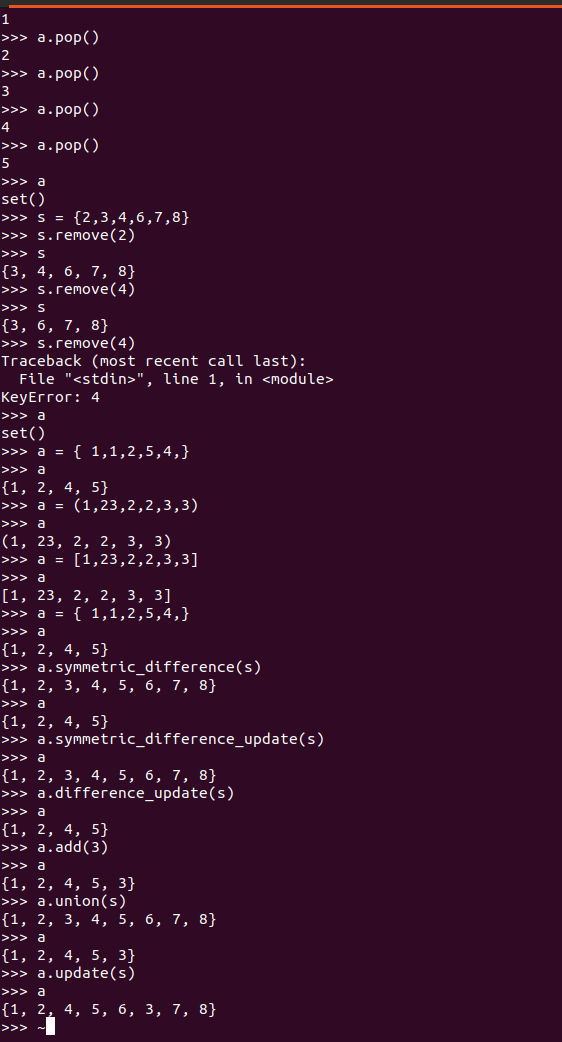 1
>>> a.pop()
2
>>> a.pop()
3
>>> a.pop()
4
>>> a.pop()
5
>>> a
set()
>>> s = {2,3,4,6,7,8}
>>> s.remove(2)
>>> s
{3, 4, 6, 7, 8}
>>> s.remove(4)
>>> s
{3, 6, 7, 8}
>>> s.remove(4)
Traceback (most recent call last):
  File "<stdin>", line 1, in <module>
KeyError: 4
>>> a
set()
>>> a = { 1,1,2,5,4,}
>>> a
{1, 2, 4, 5}
>>> a = (1,23,2,2,3,3)
>>> a
(1, 23, 2, 2, 3, 3)
>>> a = [1,23,2,2,3,3]
>>> a
[1, 23, 2, 2, 3, 3]
>>> a = { 1,1,2,5,4,}
>>> a
{1, 2, 4, 5}
>>> a.symmetric_difference(s)
{1, 2, 3, 4, 5, 6, 7, 8}
>>> a
{1, 2, 4, 5}
>>> a.symmetric_difference_update(s)
>>> a
{1, 2, 3, 4, 5, 6, 7, 8}
>>> a.difference_update(s)
>>> a
{1, 2, 4, 5}
>>> a.add(3)
>>> a
{1, 2, 4, 5, 3}
>>> a.union(s)
{1, 2, 3, 4, 5, 6, 7, 8}
>>> a
{1, 2, 4, 5, 3}
>>> a.update(s)
>>> a
{1, 2, 4, 5, 6, 3, 7, 8}
>>> ~